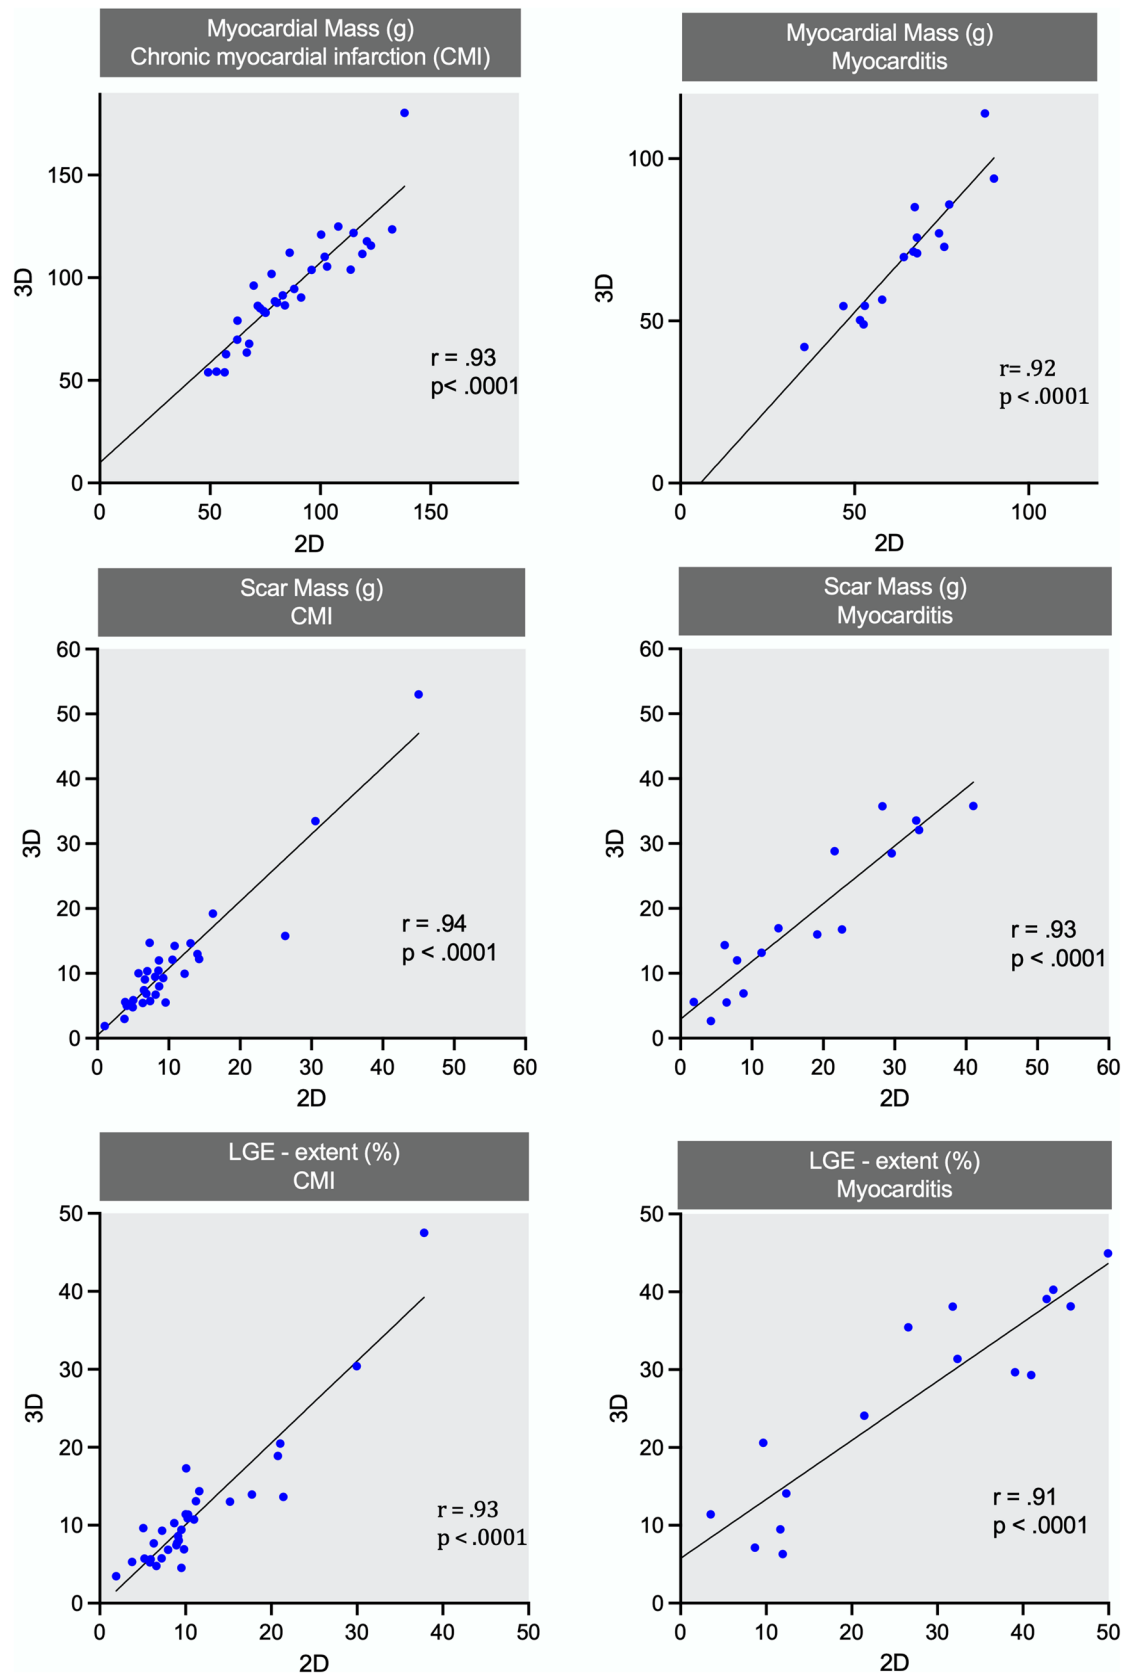 Myocardial Mass (g)
Chronic myocardial infarction (CMI)
150
100
50
0
3D
r = .93
p< .0001
0 50 100 150
2D
Myocardial Mass (g)
Myocarditis
100
50
0
3D
r= .92
p < .0001
0 50 100
2D
Scar Mass (g)
CMI
60
50
40
30
20
10
0
3D
r = .94
p < .0001
0 10 20 30 40 50 60
2D
Scar Mass (g)
Myocarditis
60
50
40
30
20
10
0
3D
r = .93
p < .0001
0 10 20 30 40 50 60
2D
LGE - extent (%)
CMI
50
40
30
20
10
0
3D
r = .93
p < .0001
0 10 20 30 40 50
2D
LGE - extent (%)
Myocarditis
50
40
30
20
10
0
3D
r = .91
p < .0001
0 10 20 30 40 50
2D